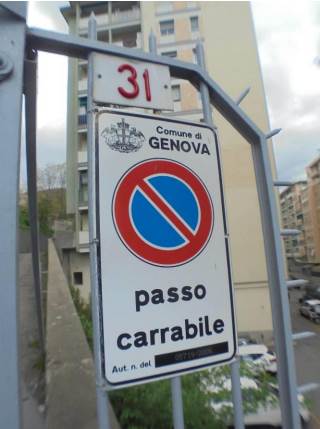 31
Comune di
GENOVA
passo
carrabile
Aut. n. del